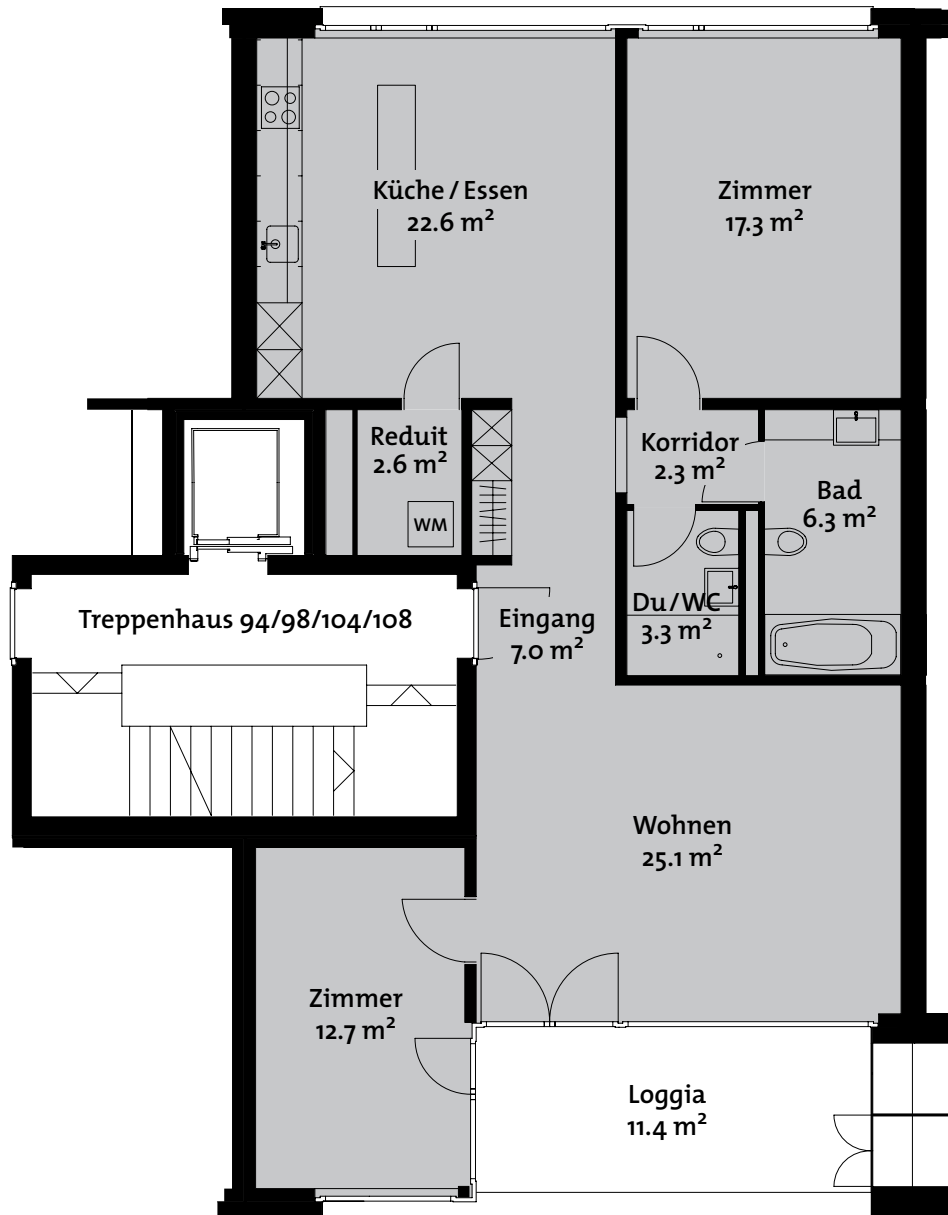 Küche / Essen
22.6 m²
Zimmer
17.3 m²
Reduit
2.6 m²
WM
Korridor
2.3 m²
Bad
6.3 m²
Treppenhaus 94/98/104/108
Eingang
7.0 m²
Du / WC
3.3 m²
Wohnen
25.1 m²
Zimmer
12.7 m²
Loggia
11.4 m²